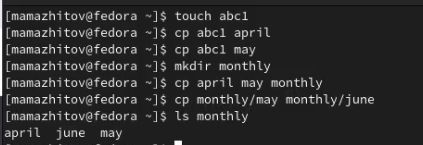 [mamazhitov@fedora ~]$ touch abc1
[mamazhitov@fedora ~]$ cp abc1 april
[mamazhitov@fedora ~]$ cp abc1 may
[mamazhitov@fedora ~]$ mkdir monthly
[mamazhitov@fedora ~]$ cp april may monthly
[mamazhitov@fedora ~]$ cp monthly/may monthly/june
[mamazhitov@fedora ~]$ ls monthly
april  june  may